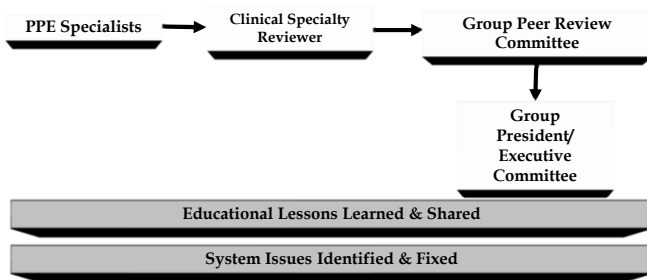 PPE Specialists
Clinical Specialty
Reviewer
Group Peer Review
Committee
Group
President/
Executive
Committee
Educational Lessons Learned & Shared
System Issues Identified & Fixed